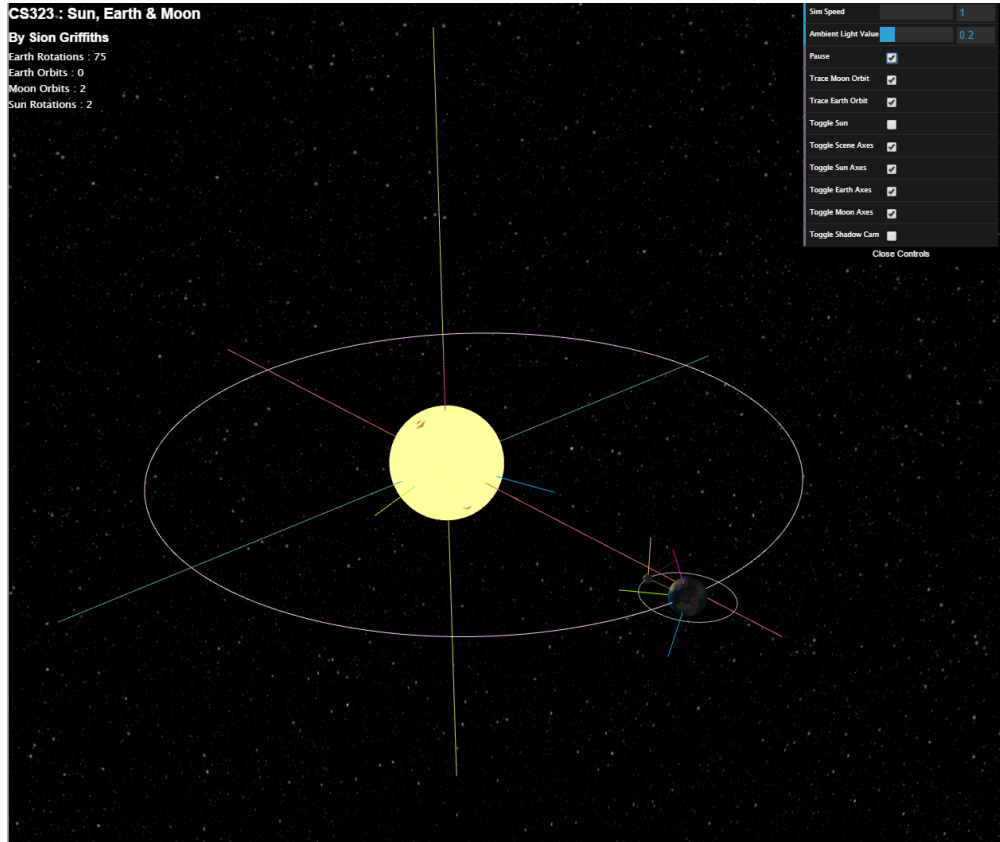 CS323 : Sun, Earth & Moon
By Sion Griffiths
Earth Rotations : 75
Earth Orbits : 0
Moon Orbits : 2
Sun Rotations : 2
Sim Speed 1
Ambient Light Value 0.2
Pause
Trace Moon Orbit
Trace Earth Orbit
Toggle Sun
Toggle Scene Axes
Toggle Sun Axes
Toggle Earth Axes
Toggle Moon Axes
Toggle Shadow Cam
Close Controls